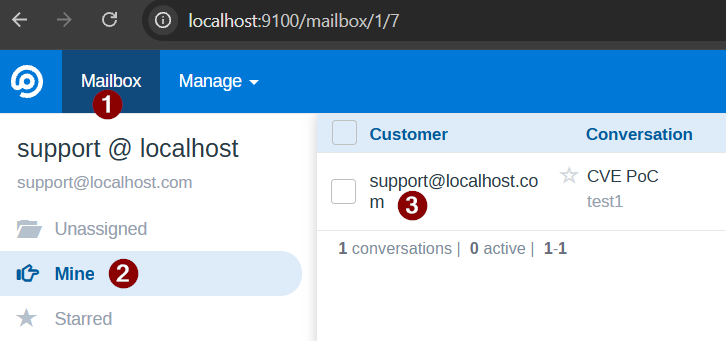 localhost:9100/mailbox/1/7
Mailbox
Manage
1
support @ localhost
support@localhost.com
Unassigned
Mine
2
Starred
Customer
Conversation
support@localhost.co
m
3
CVE PoC
test1
1 conversations | 0 active | 1-1